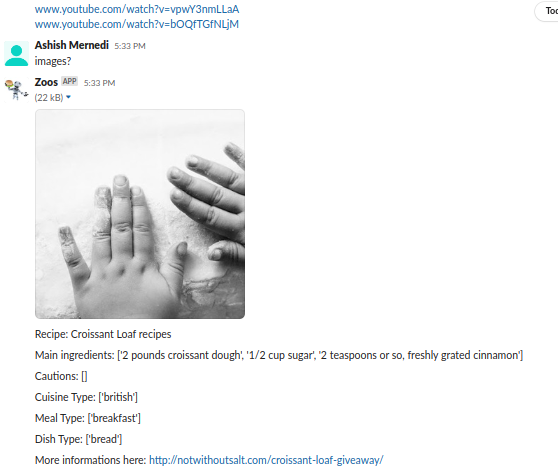 www.youtube.com/watch?v=vpwY3nmLLaA
www.youtube.com/watch?v=bOQfTGfNLjM
Too
Ashish Mernedi 5:33 PM
images?
Zoos APP 5:33 PM
(22 kB)
Recipe: Croissant Loaf recipes
Main ingredients: ['2 pounds croissant dough', '1/2 cup sugar', '2 teaspoons or so, freshly grated cinnamon']
Cautions: []
Cuisine Type: ['british']
Meal Type: ['breakfast']
Dish Type: ['bread']
More informations here: http://notwithoutsalt.com/croissant-loaf-giveaway/